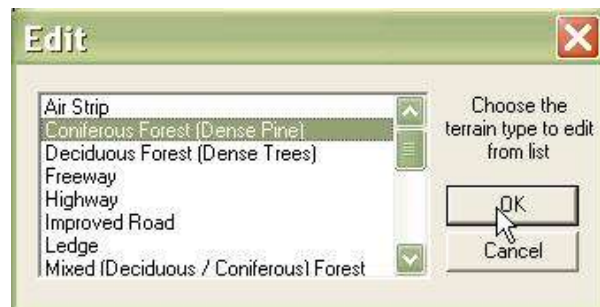 Edit
Air Strip
Coniferous Forest (Dense Pine)
Deciduous Forest (Dense Trees)
Freeway
Highway
Improved Road
Ledge
Mixed (Deciduous / Coniferous) Forest
Choose the
terrain type to edit
from list
OK
Cancel